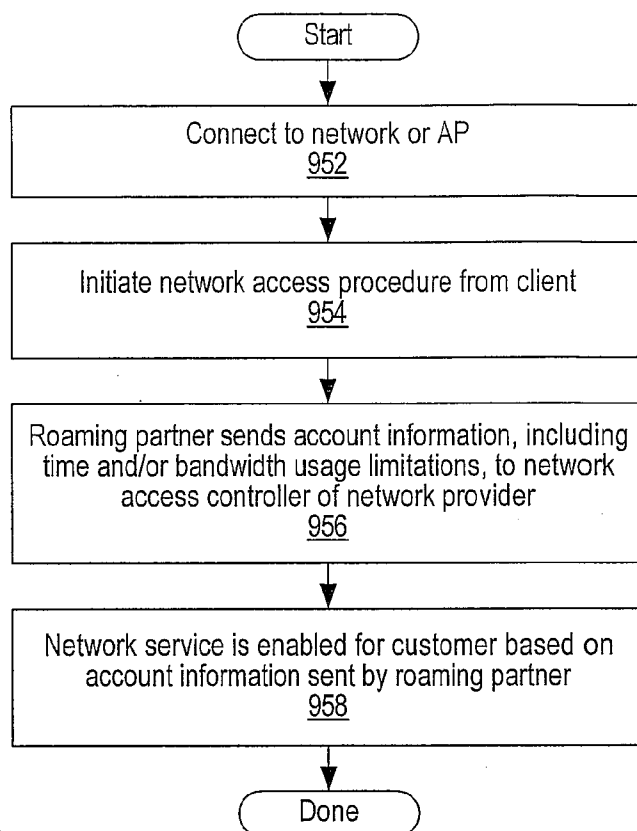 Start
Connect to network or AP
952
Initiate network access procedure from client
954
Roaming partner sends account information, including
time and/or bandwidth usage limitations, to network
access controller of network provider
956
Network service is enabled for customer based on
account information sent by roaming partner
958
Done